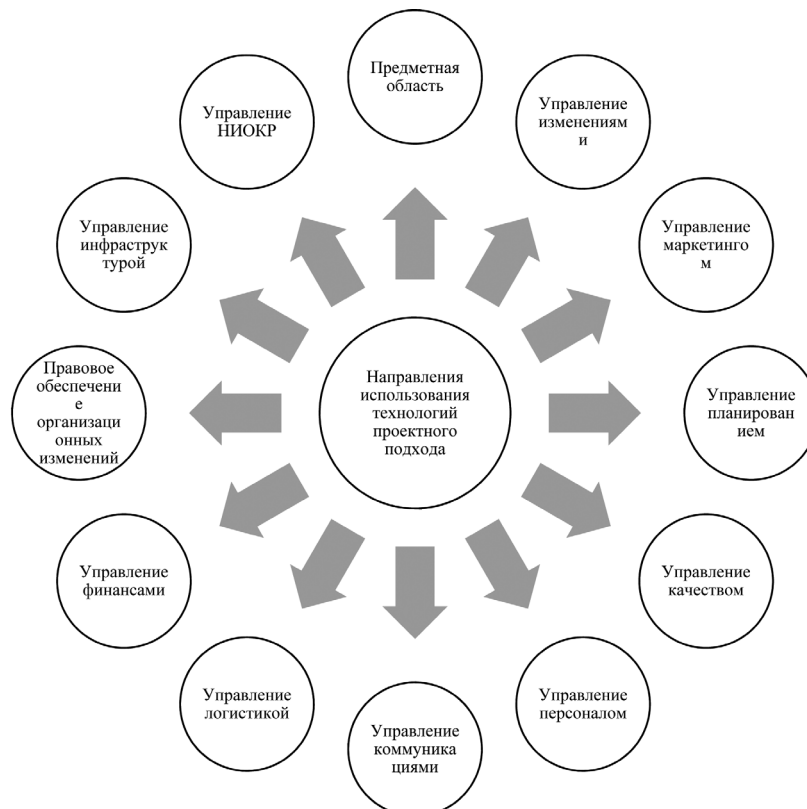 Предметная
область
Управление
изменениям
и
Управление
маркетинго
м
Управление
планирован
ием
Управление
качеством
Управление
персоналом
Управление
коммуника
циями
Управление
логистикой
Управление
финансами
Правовое
обеспечени
е
организаци
онных
изменений
Управление
инфраструк
турой
Управление
НИОКР
Направления
использования
технологий
проектного
подхода